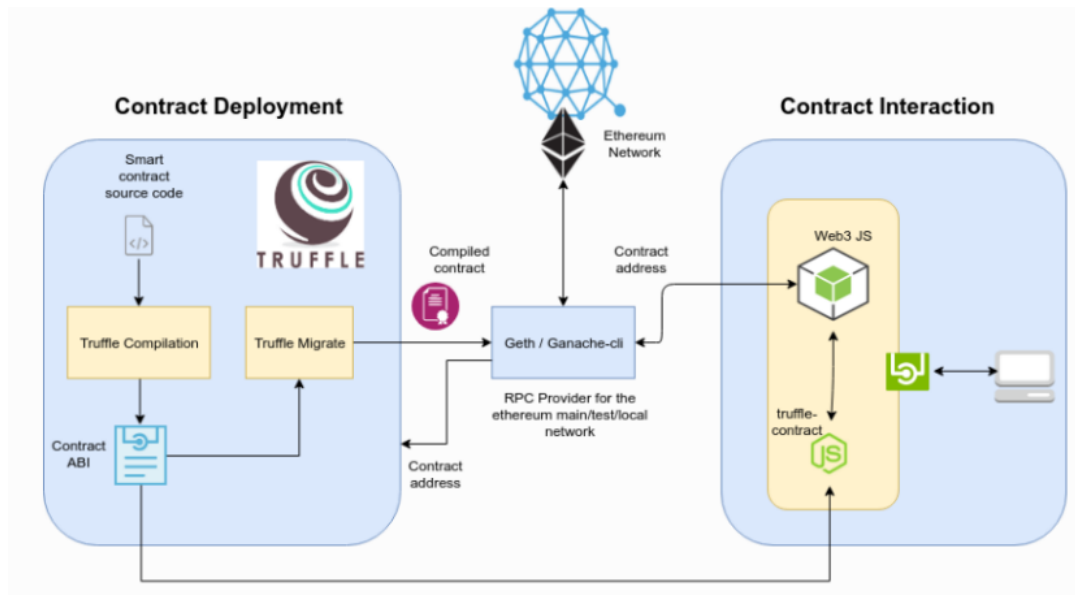 Contract Deployment
Contract Interaction
Ethereum
Network
Smart
contract
source code
</>
TRUFFLE
Compiled
contract
Contract
address
Web3 JS
Truffle Compilation
Truffle Migrate
Geth / Ganache-cli
RPC Provider for the
ethereum main/test/local
network
truffle-
contract
JS
Contract
ABI
Contract
address